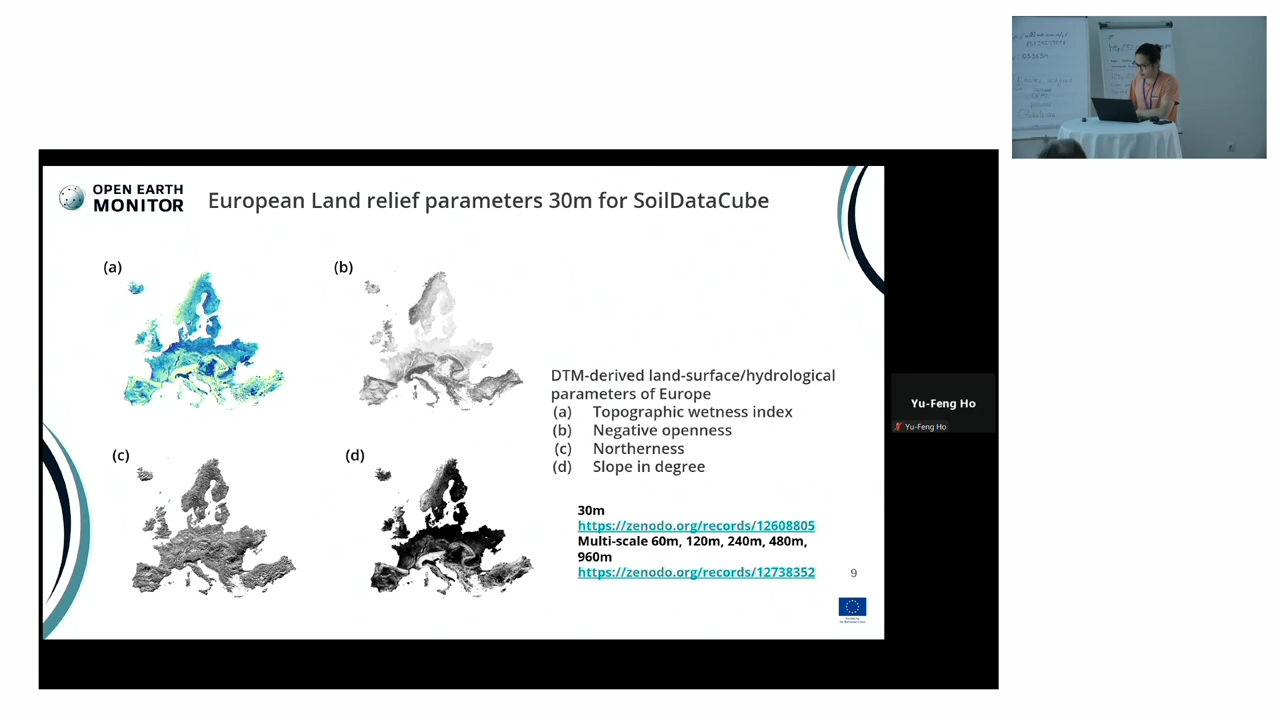 OPEN EARTH
MONITOR
European Land relief parameters 30m for SoilDataCube
(a)
(b)
(c)
(d)
DTM-derived land-surface/hydrological
parameters of Europe
(a) Topographic wetness index
(b) Negative openness
(c) Northerness
(d) Slope in degree
30m
https://zenodo.org/records/12608805
Multi-scale 60m, 120m, 240m, 480m,
960m
https://zenodo.org/records/12738352
9
Yu-Feng Ho
Yu-Feng Ho